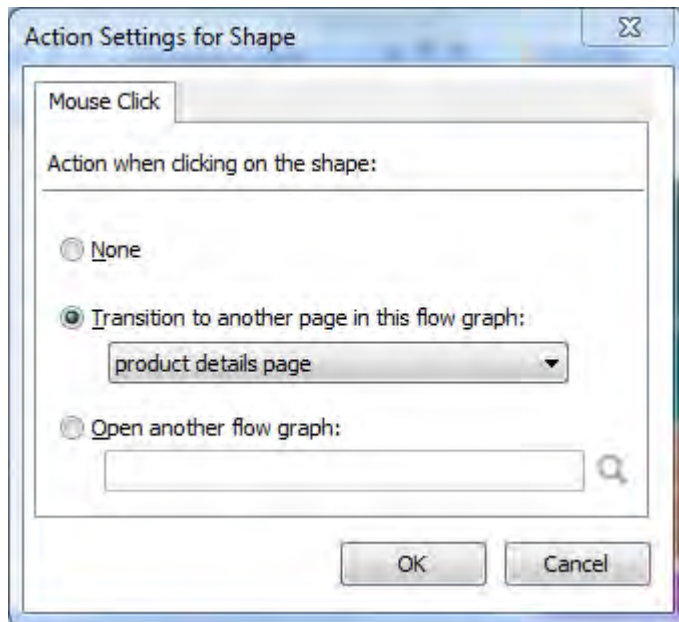 Action Settings for Shape
Mouse Click
Action when clicking on the shape:
None
Transition to another page in this flow graph:
product details page
Open another flow graph:
OK Cancel